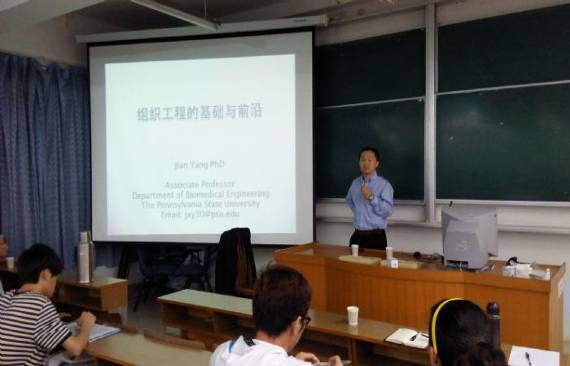 组织工程的基础与前沿
Jian Yang PhD
Associate Professor
Department of Biomedical Engineering
The Pennsylvania State University
Email: jxy30@psu.edu